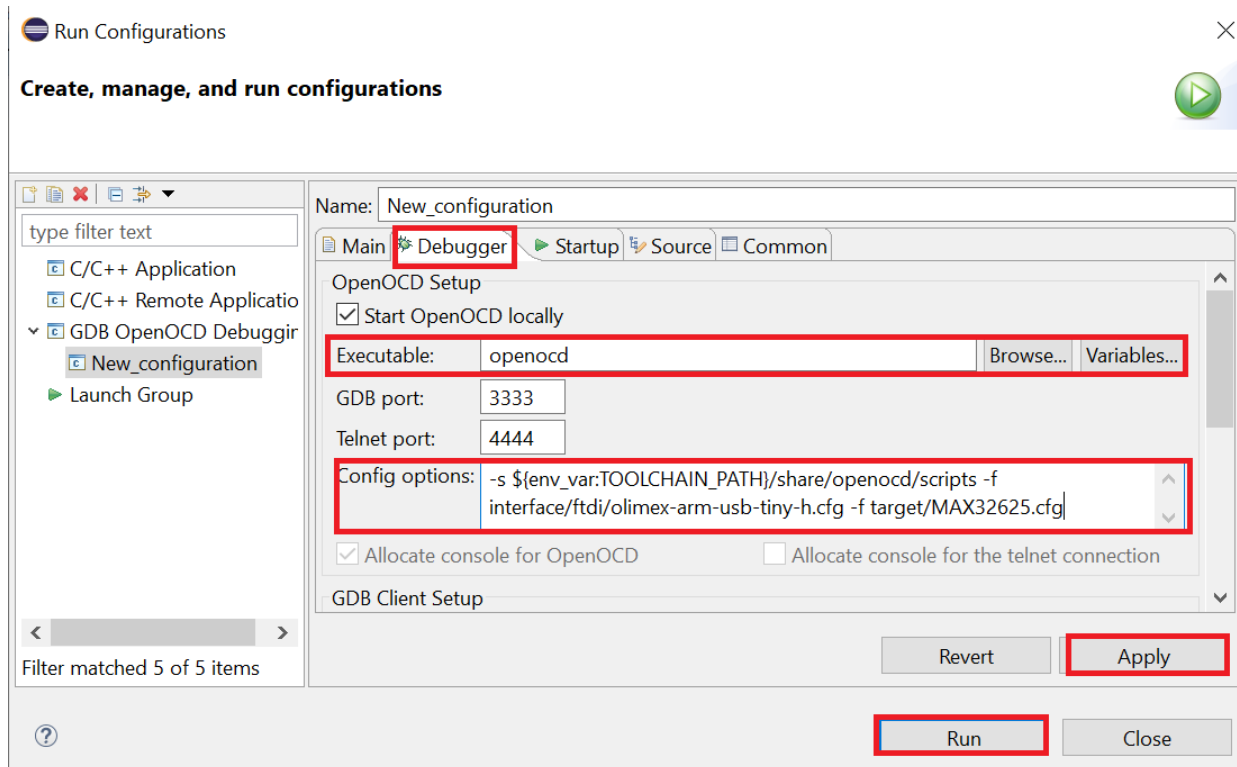 Run Configurations
Create, manage, and run configurations
type filter text
C/C++ Application
C/C++ Remote Applicatio
GDB OpenOCD Debuggir
New_configuration
Launch Group
Filter matched 5 of 5 items
Name: New_configuration
Main Debugger Startup Source Common
OpenOCD Setup
Start OpenOCD locally
Executable: openocd Browse... Variables...
GDB port: 3333
Telnet port: 4444
Config options: -s ${env_var:TOOLCHAIN_PATH}/share/openocd/scripts -f
interface/ftdi/olimex-arm-usb-tiny-h.cfg -f target/MAX32625.cfg
Allocate console for OpenOCD Allocate console for the telnet connection
GDB Client Setup
Revert Apply
Run Close